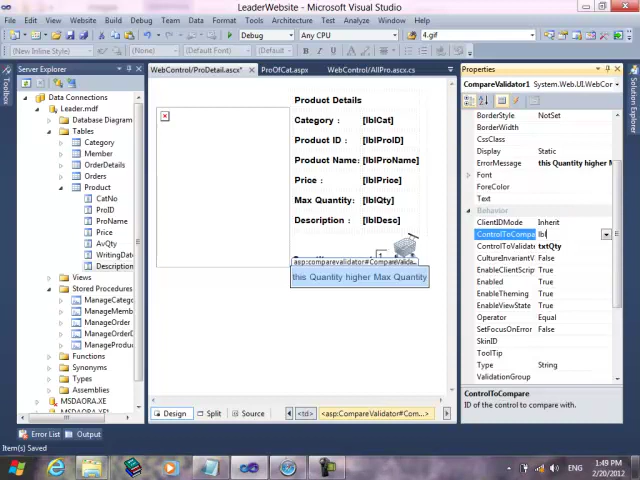 LeaderWebsite - Microsoft Visual Studio
File Edit View Website Build Debug Team Data Format Table Tools Architecture Test Analyze Window Help
Debug Any CPU 4.gif
(New Inline Style) (None) (Default Font) (Default)
Server Explorer
WebControl/ProDetail.ascx* ProOfCat.aspx WebControl/AllPro.ascx.cs
Properties
CompareValidator1 System.Web.UI.WebCor
Toolbox
Solution Explorer
Data Connections
Leader.mdf
Database Diagram
Tables
Category
Member
OrderDetails
Orders
Product
CatNo
ProID
ProName
Price
AvQty
WritingDate
Description
Views
Stored Procedures
ManageCatego
ManageMemb
ManageOrder
ManageProduc
Functions
Synonyms
Types
Assemblies
MSDAORA.XE
Product Details
Category : [lblCat]
Product ID : [lblProID]
Product Name: [lblProName]
Price : [lblPrice]
Max Quantity: [lblQty]
Description : [lblDesc]
1
asp:comparevalidator#CompareValida...
this Quantity higher Max Quantity
BorderStyle NotSet
BorderWidth
CssClass
Display Static
ErrorMessage this Quantity higher M
Font
ForeColor
Text
Behavior
ClientIDMode Inherit
ControlToCompa lbl
ControlToValidat txtQty
CultureInvariantV False
EnableClientScrip True
Enabled True
EnableTheming True
EnableViewState True
Operator Equal
SetFocusOnError False
SkinID
ToolTip
Type String
ValidationGroup
ControlToCompare
ID of the control to compare with.
Design Split Source <td> <asp:CompareValidator#Com...>
Error List Output
Item(s) Saved
ENG
1:49 PM
2/20/2012